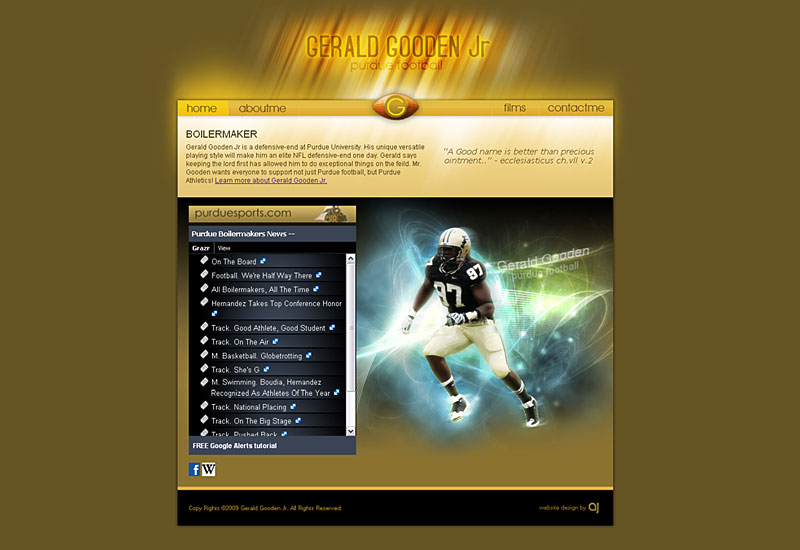 GERALD GOODEN Jr
purdue football
home aboutme G films contactme
BOILERMAKER
Gerald Gooden Jr is a defensive-end at Purdue University. His unique versatile
playing style will make him an elite NFL defensive-end one day. Gerald says
keeping the lord first has allowed him to do exceptional things on the feild. Mr.
Gooden wants everyone to support not just Purdue football, but Purdue
Athletics! Learn more about Gerald Gooden Jr.
"A Good name is better than precious
ointment.." - ecclesiasticus ch.vll v.2
purduesports.com
Purdue Boilermakers News --
Grazr View
On The Board
Football. We're Half Way There
All Boilermakers, All The Time
Hernandez Takes Top Conference Honor
Track. Good Athlete, Good Student
Track. On The Air
M. Basketball. Globetrotting
Track. She's G
M. Swimming. Boudia, Hernandez
Recognized As Athletes Of The Year
Track. National Placing
Track. On The Big Stage
Track. Pushed Back
FREE Google Alerts tutorial
f W
97
97
Gerald Gooden
purdue football
Copy Rights ©2009 Gerald Gooden Jr. All Rights Reserved.
website design by aj